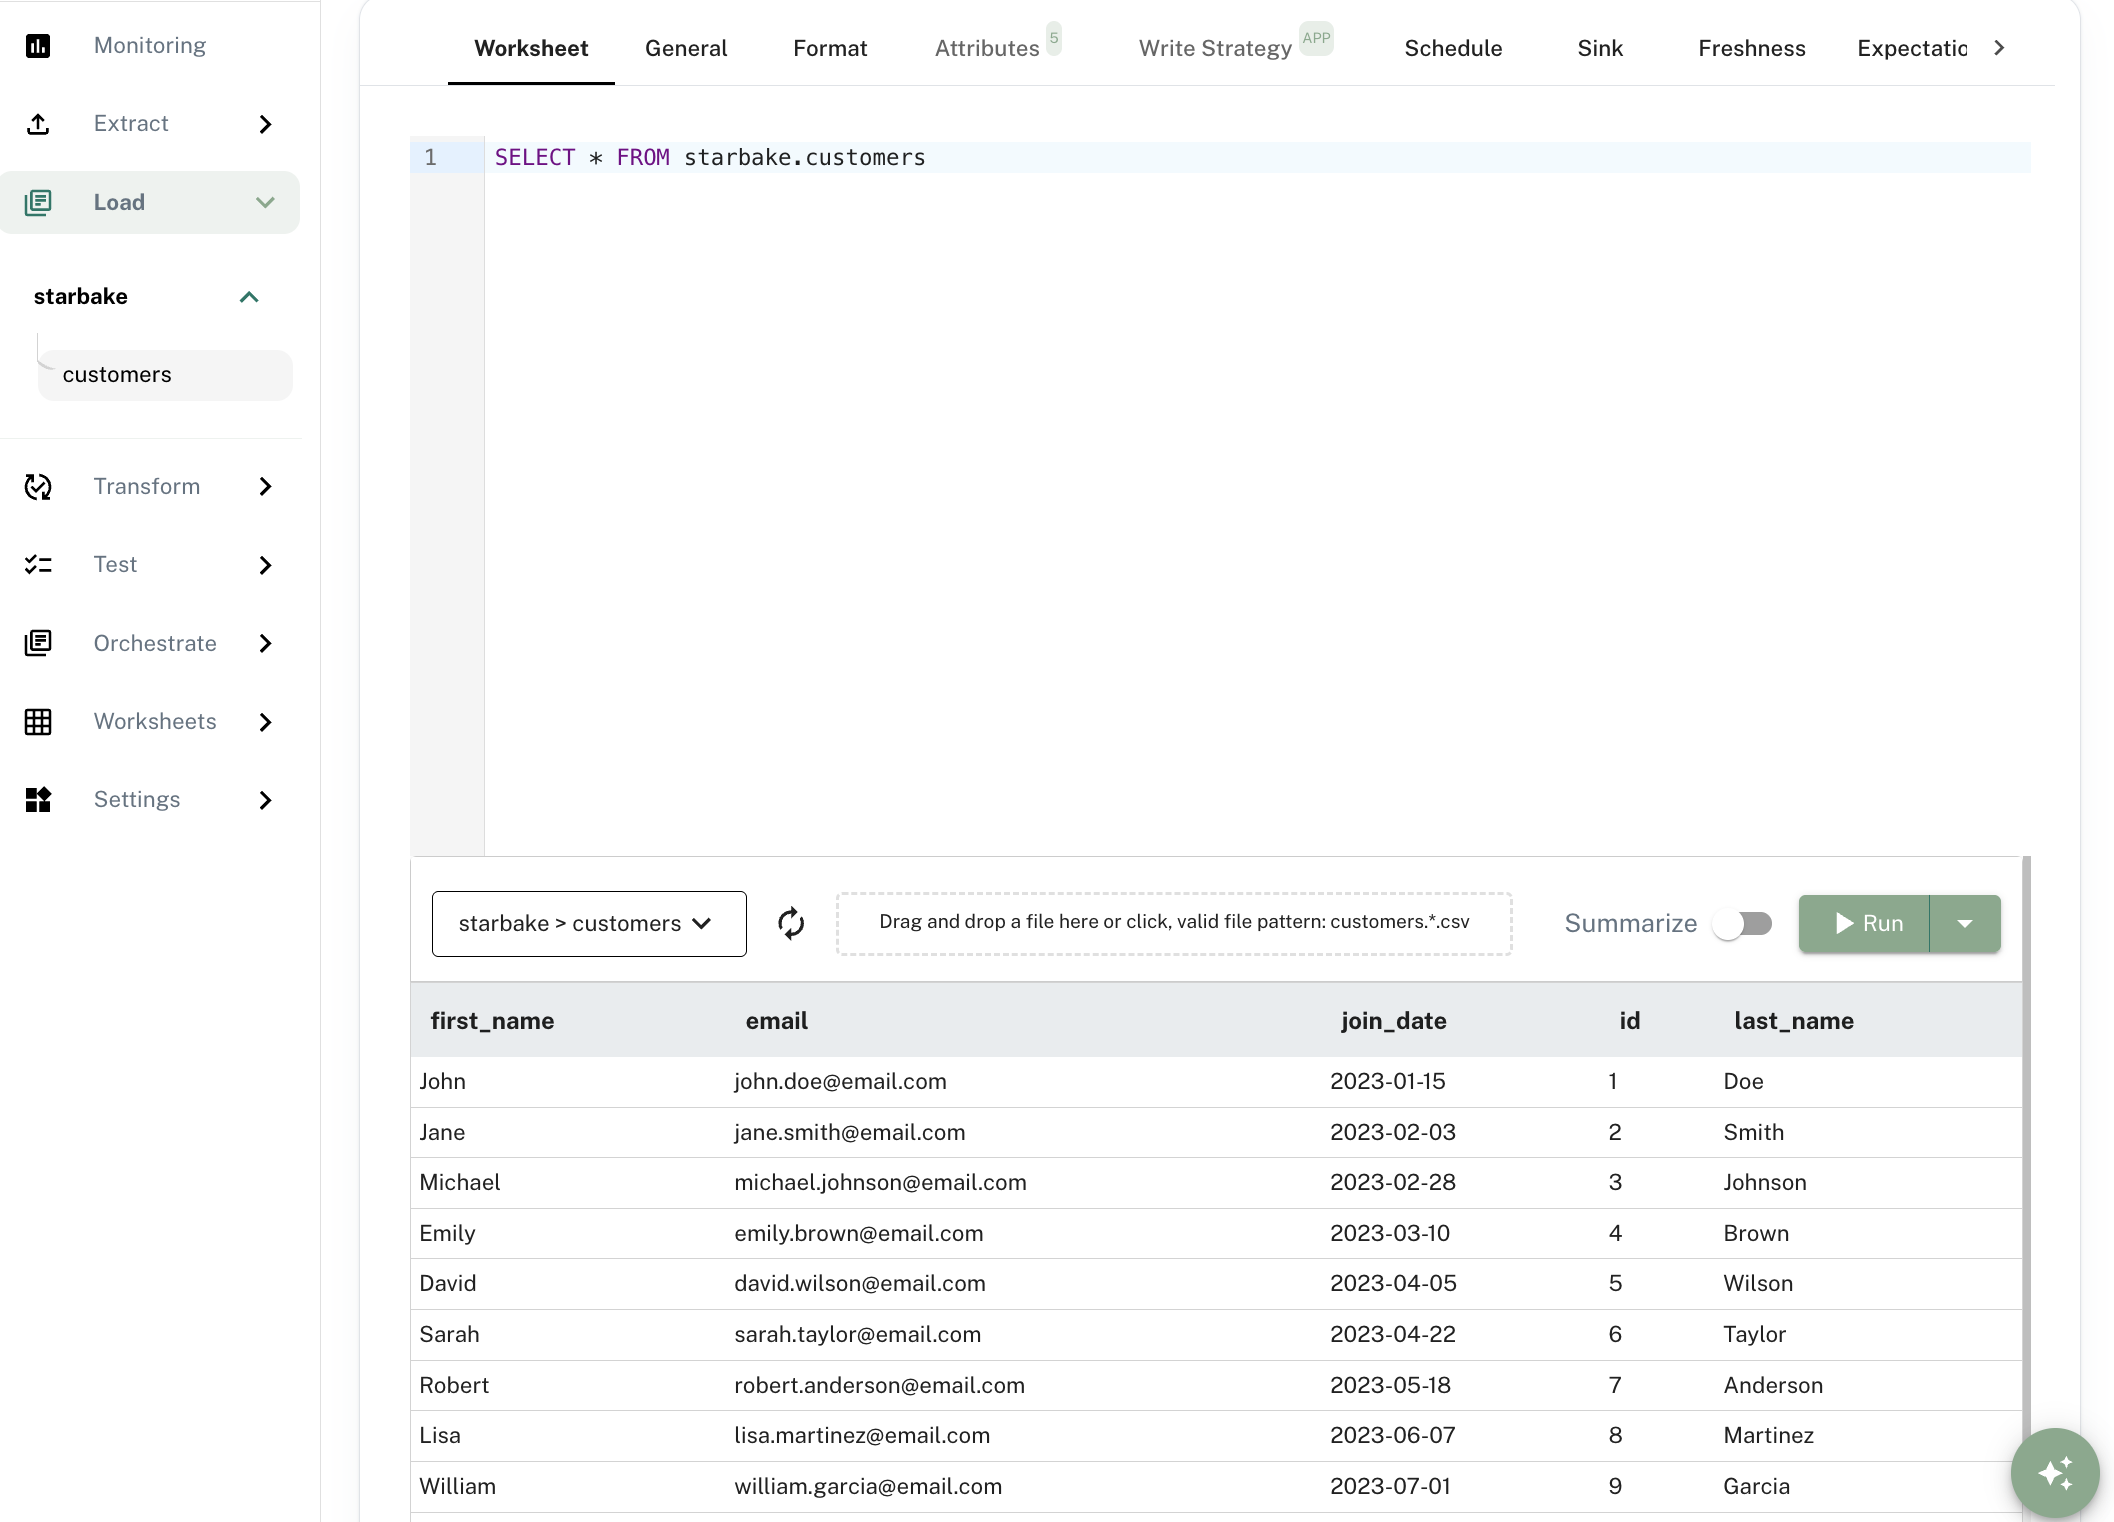 Monitoring
Extract
Load
starbake
customers
Transform
Test
Orchestrate
Worksheets
Settings
Worksheet General Format Attributes 5 Write Strategy APP Schedule Sink Freshness Expectatio
1 SELECT * FROM starbake.customers
starbake > customers Drag and drop a file here or click, valid file pattern: customers.*.csv Summarize Run
first_name email join_date id last_name
John john.doe@email.com 2023-01-15 1 Doe
Jane jane.smith@email.com 2023-02-03 2 Smith
Michael michael.johnson@email.com 2023-02-28 3 Johnson
Emily emily.brown@email.com 2023-03-10 4 Brown
David david.wilson@email.com 2023-04-05 5 Wilson
Sarah sarah.taylor@email.com 2023-04-22 6 Taylor
Robert robert.anderson@email.com 2023-05-18 7 Anderson
Lisa lisa.martinez@email.com 2023-06-07 8 Martinez
William william.garcia@email.com 2023-07-01 9 Garcia